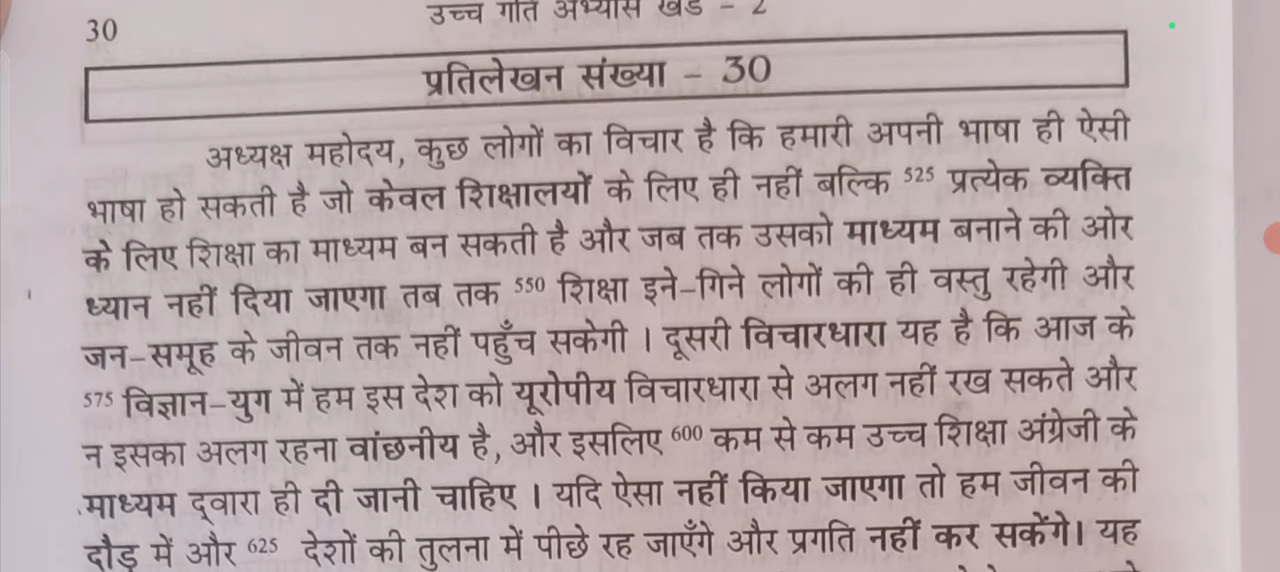 30
उच्च गति अभ्यास खंड - 2
प्रतिलेखन संख्या - 30
अध्यक्ष महोदय, कुछ लोगों का विचार है कि हमारी अपनी भाषा ही ऐसी
भाषा हो सकती है जो केवल शिक्षालयों के लिए ही नहीं बल्कि 525 प्रत्येक व्यक्ति
के लिए शिक्षा का माध्यम बन सकती है और जब तक उसको माध्यम बनाने की ओर
ध्यान नहीं दिया जाएगा तब तक 550 शिक्षा इने-गिने लोगों की ही वस्तु रहेगी और
जन-समूह के जीवन तक नहीं पहुँच सकेगी । दूसरी विचारधारा यह है कि आज के
575 विज्ञान-युग में हम इस देश को यूरोपीय विचारधारा से अलग नहीं रख सकते और
न इसका अलग रहना वांछनीय है, और इसलिए 600 कम से कम उच्च शिक्षा अंग्रेजी के
माध्यम द्वारा ही दी जानी चाहिए । यदि ऐसा नहीं किया जाएगा तो हम जीवन की
दौड़ में और 625 देशों की तुलना में पीछे रह जाएँगे और प्रगति नहीं कर सकेंगे। यह